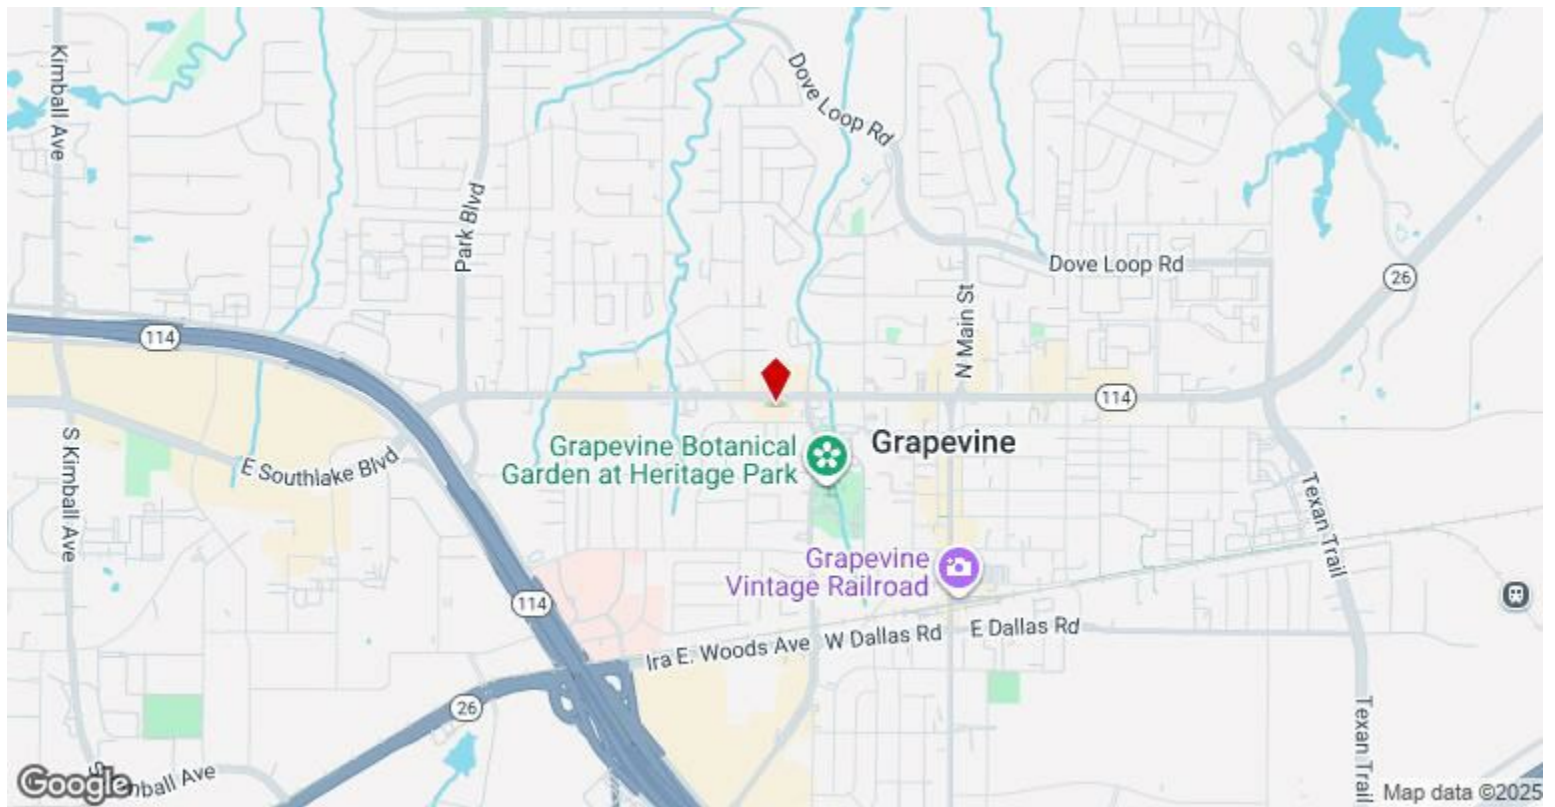 Kimball Ave
Dove Loop Rd
Park Blvd
Dove Loop Rd
26
N Main St
114
114
Grapevine Botanical
Garden at Heritage Park
Grapevine
E Southlake Blvd
S Kimball Ave
Texan Trail
Grapevine
Vintage Railroad
114
Ira E. Woods Ave
W Dallas Rd
E Dallas Rd
26
Texan Trail
S Kimball Ave
Google
Map data ©2025